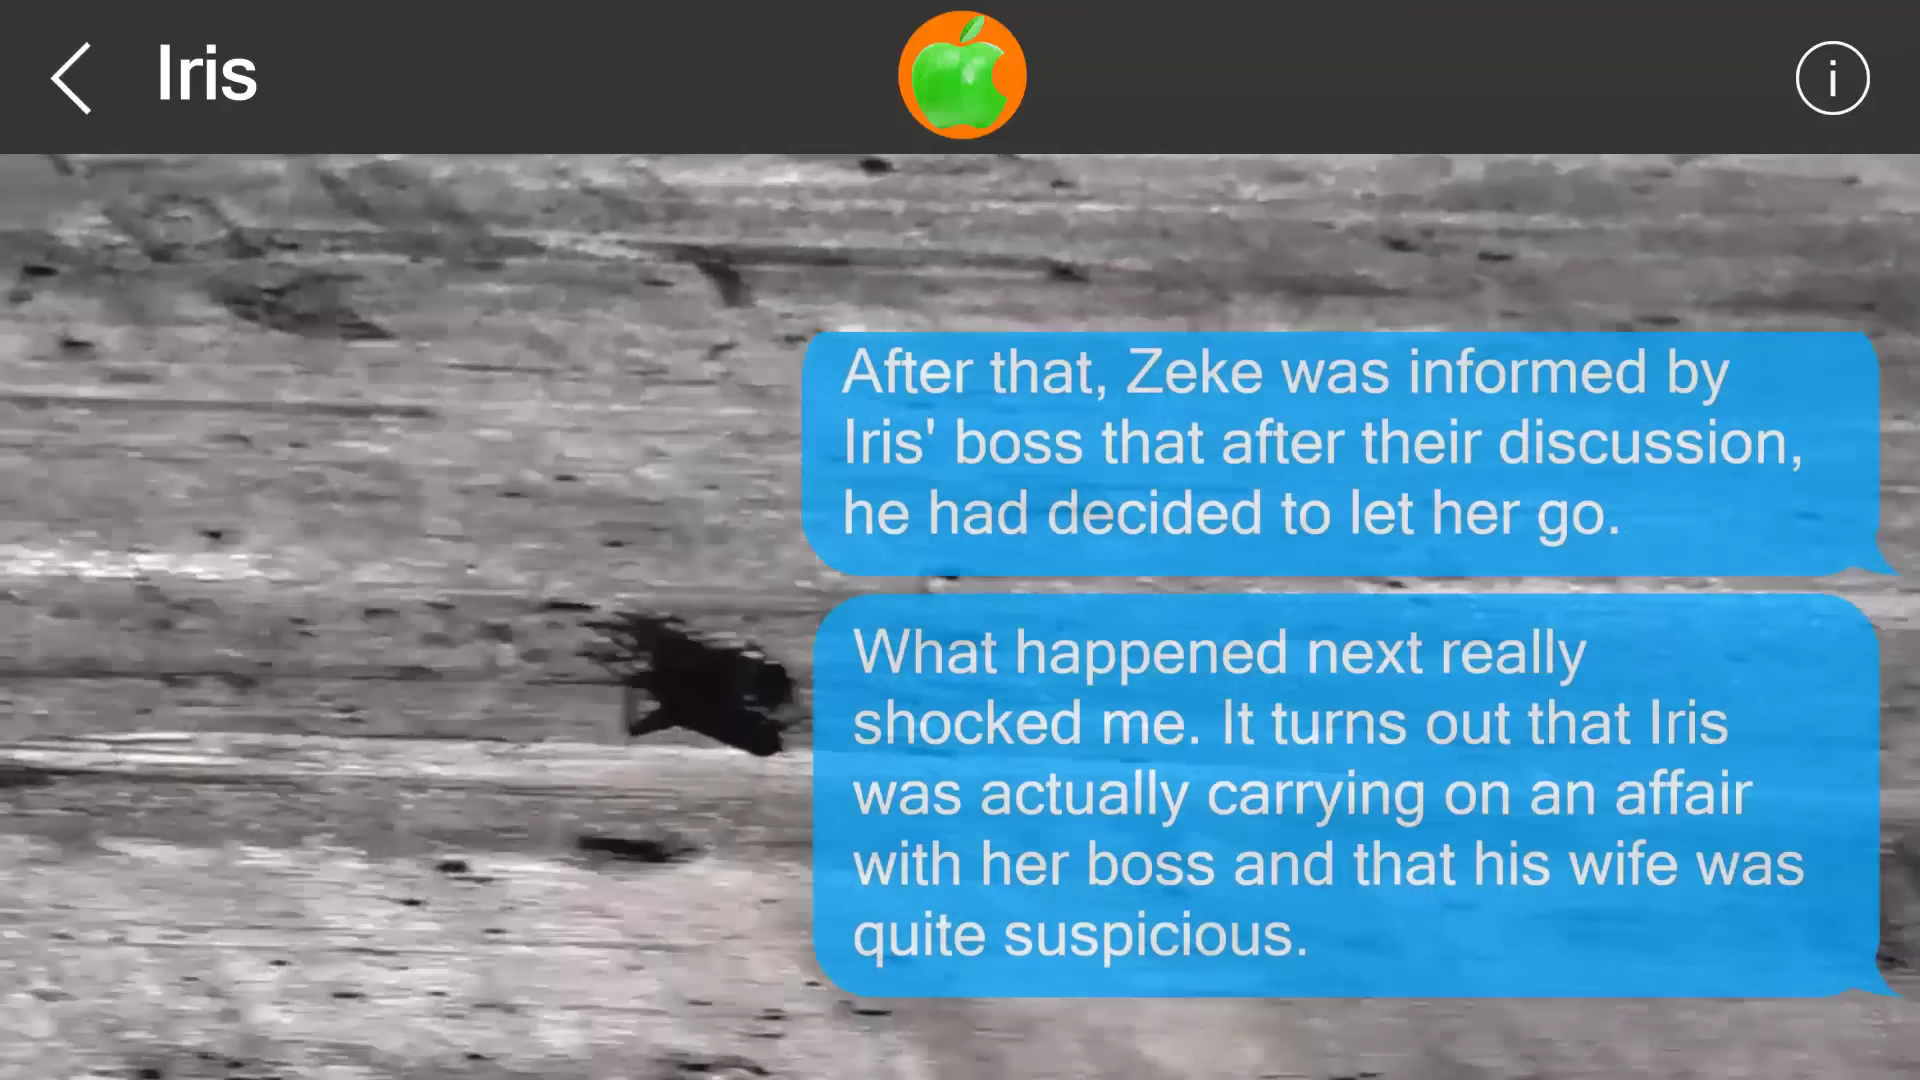 Iris
i
After that, Zeke was informed by
Iris' boss that after their discussion,
he had decided to let her go.
What happened next really
shocked me. It turns out that Iris
was actually carrying on an affair
with her boss and that his wife was
quite suspicious.